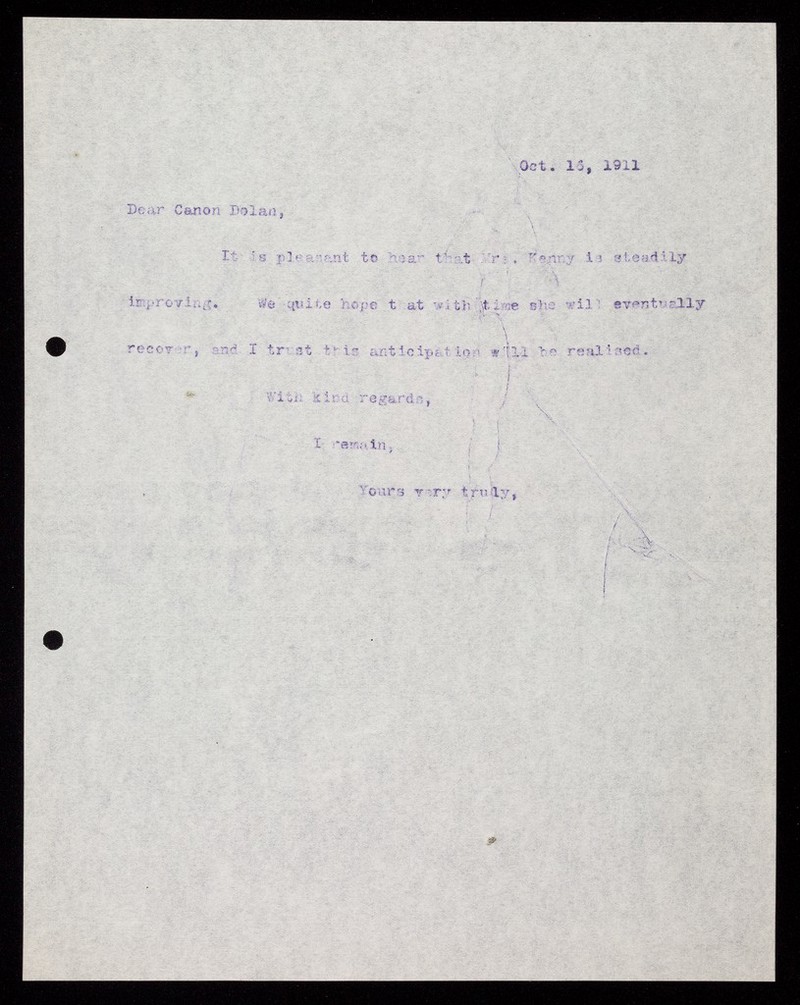 Oct. 16, 1911
Dear Canon Dolan,
It is pleasant to hear that Mrs. Kenny is steadily
improving. We quite hope that with time she will eventually
recover, and I trust this anticipation will be realised.
With kind regards,
I remain,
Yours very truly,